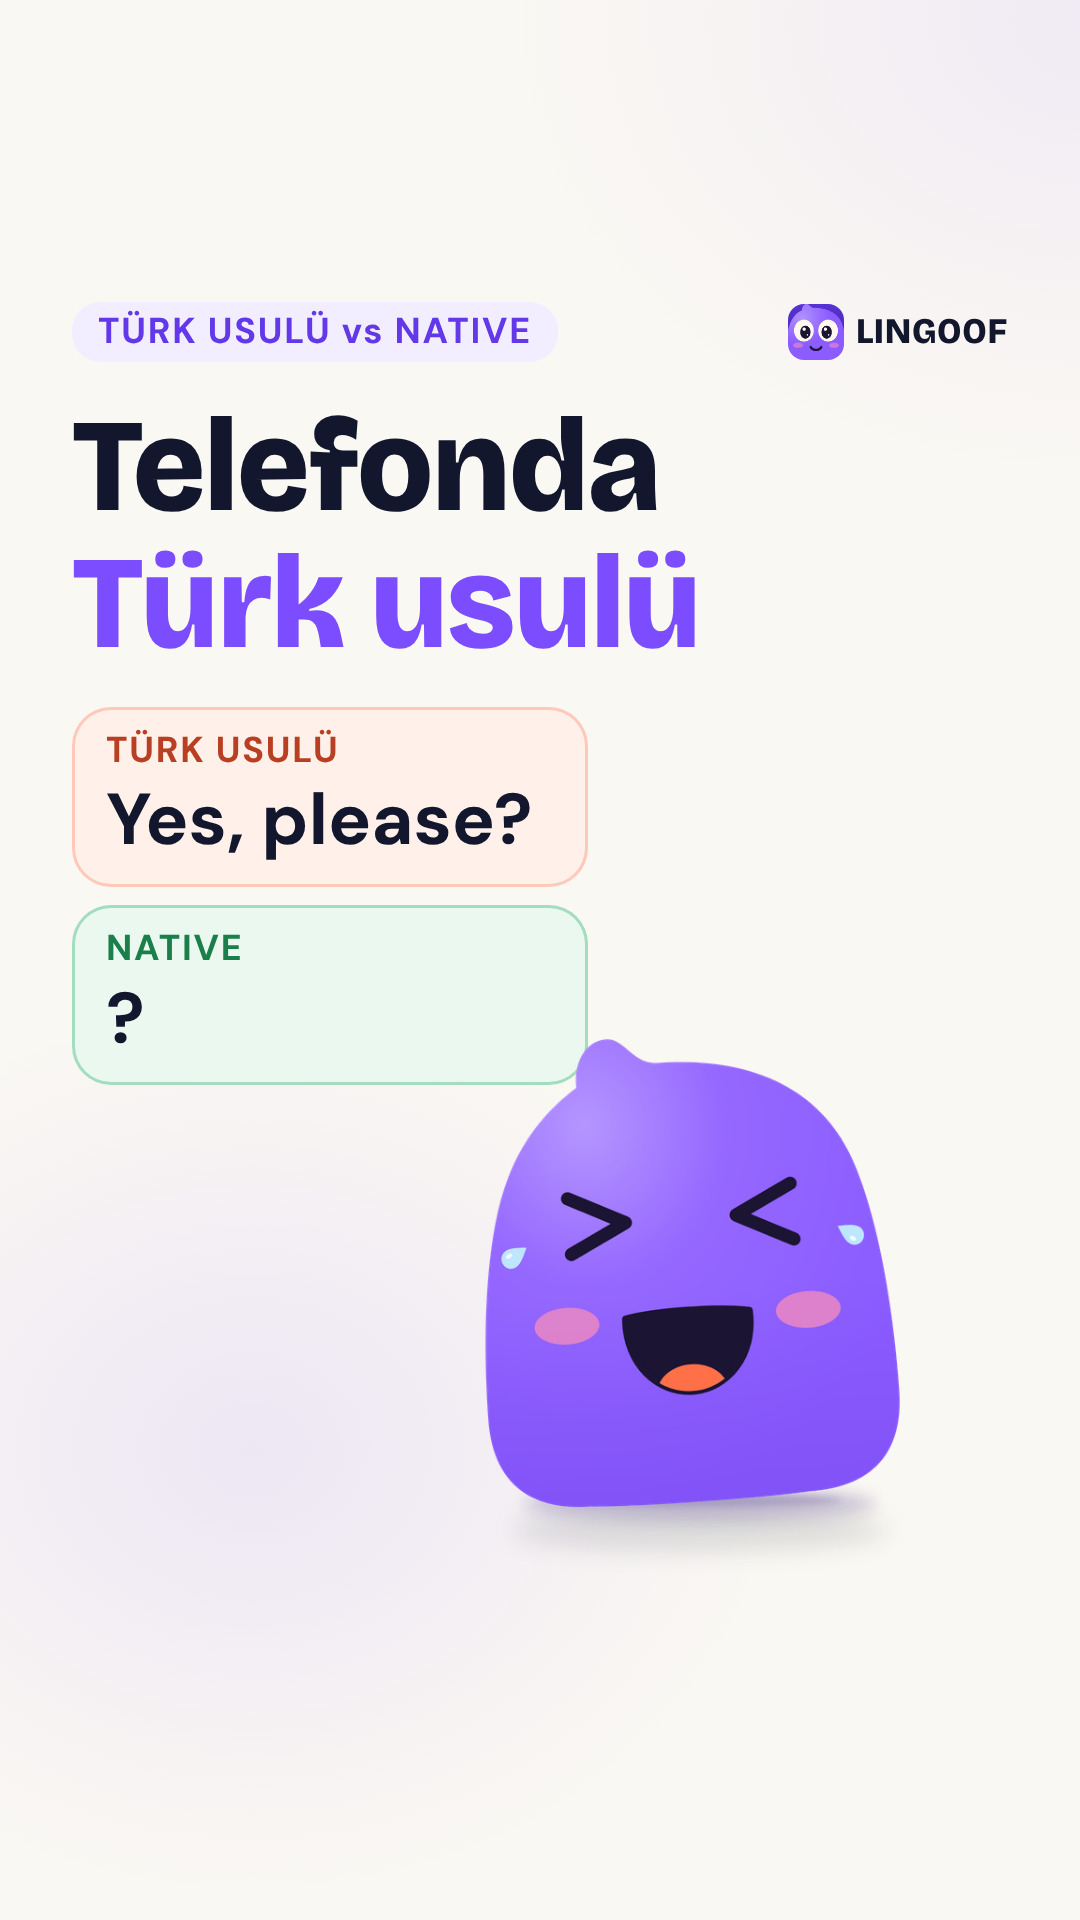 TÜRK USULÜ vs NATIVE
LINGOOF
Telefonda
Türk usulü
TÜRK USULÜ
Yes, please?
NATIVE
?